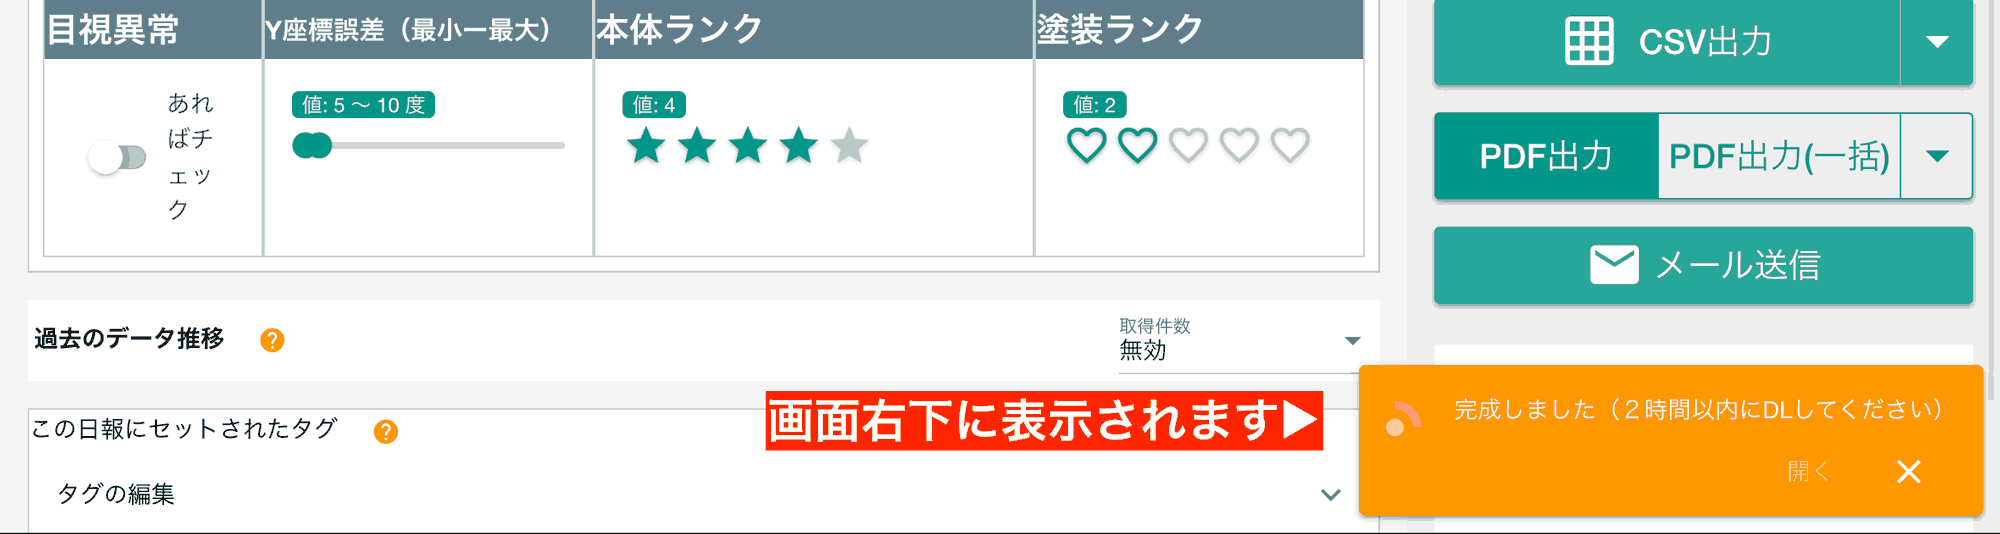 目視異常
Y座標誤差（最小ー最大）
本体ランク
塗装ランク
あれ
ばチ
ェッ
ク
値: 5 〜 10 度
値: 4
値: 2
過去のデータ推移
?
取得件数
無効
この日報にセットされたタグ
?
タグの編集
画面右下に表示されます▶
CSV出力
PDF出力
PDF出力(一括)
メール送信
完成しました（２時間以内にDLしてください）
開く